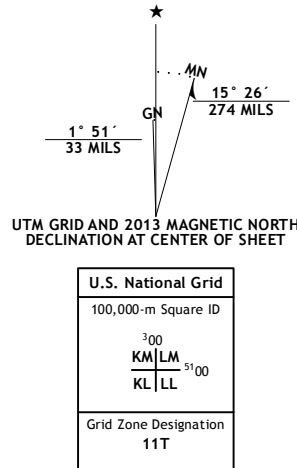 ★
MN
GN
15° 26´
274 MILS
1° 51´
33 MILS
UTM GRID AND 2013 MAGNETIC NORTH
DECLINATION AT CENTER OF SHEET
U.S. National Grid
100,000-m Square ID
³00
KM LM
⁵¹00
KL LL
Grid Zone Designation
11T